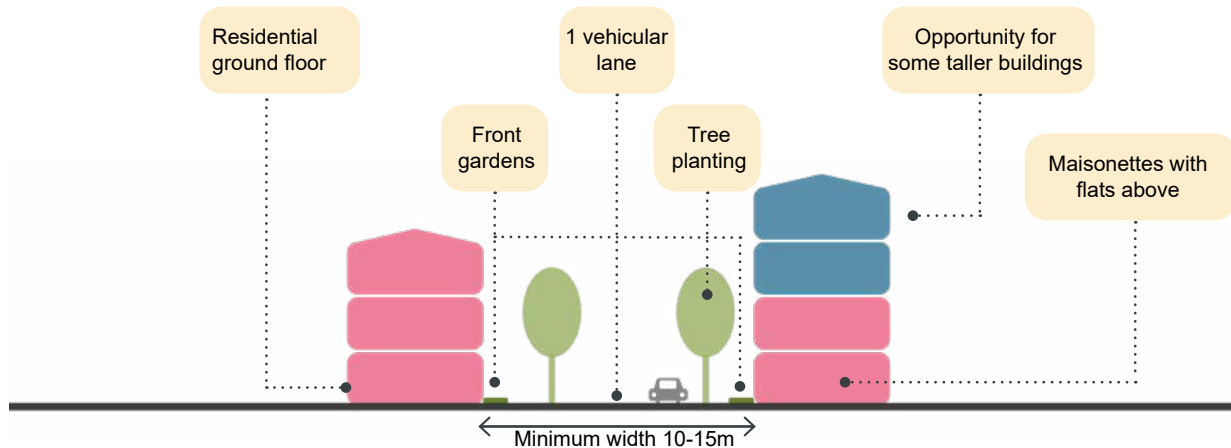 Residential
ground floor
1 vehicular
lane
Opportunity for
some taller buildings
Front
gardens
Tree
planting
Maisonettes with
flats above
Minimum width 10-15m